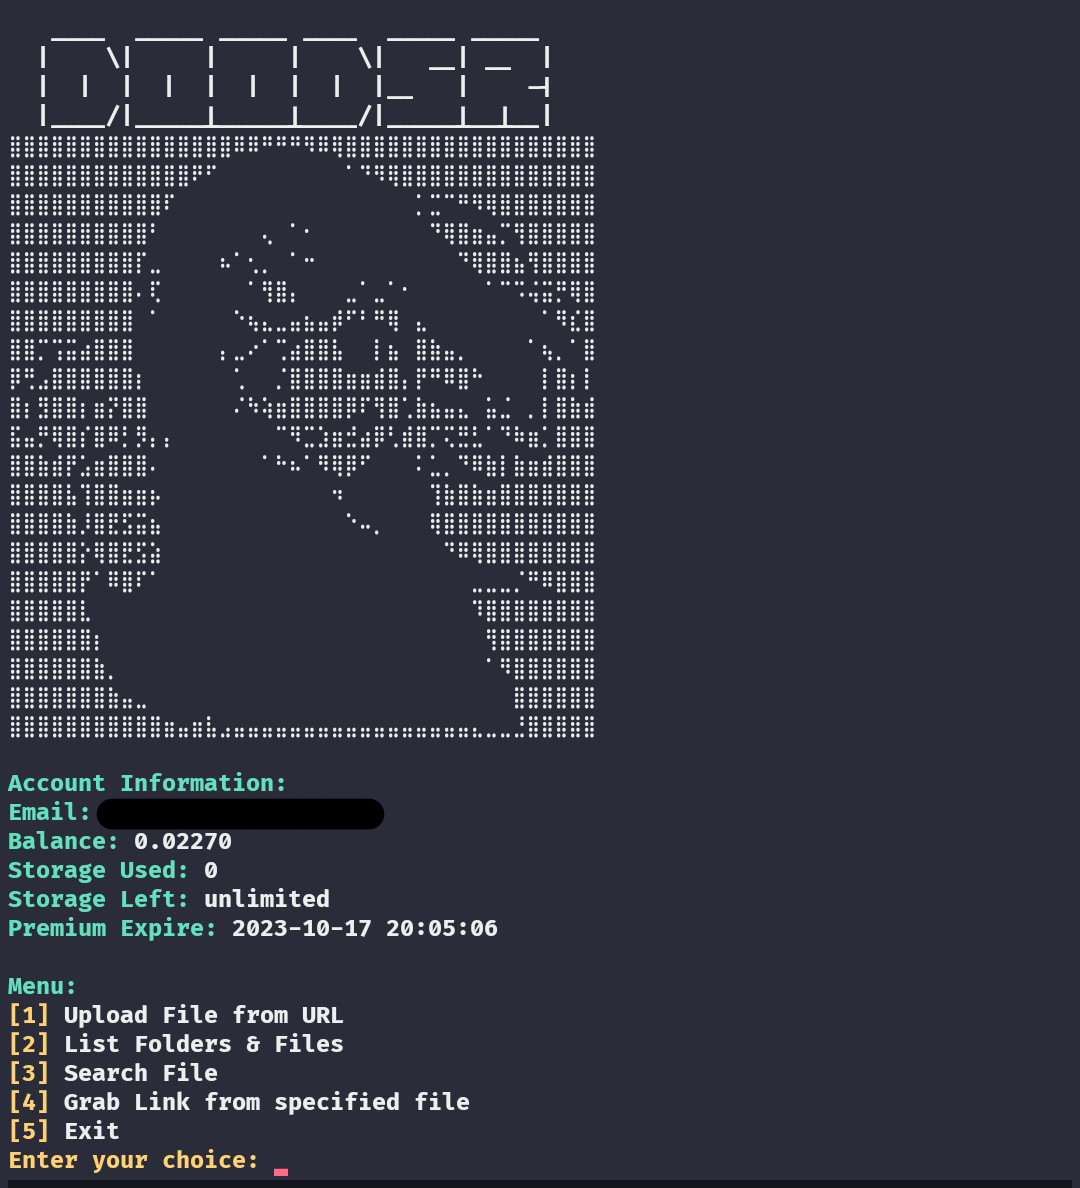 DOODSR
Account Information:
Email:
Balance: 0.02270
Storage Used: 0
Storage Left: unlimited
Premium Expire: 2023-10-17 20:05:06
Menu:
[1] Upload File from URL
[2] List Folders & Files
[3] Search File
[4] Grab Link from specified file
[5] Exit
Enter your choice: